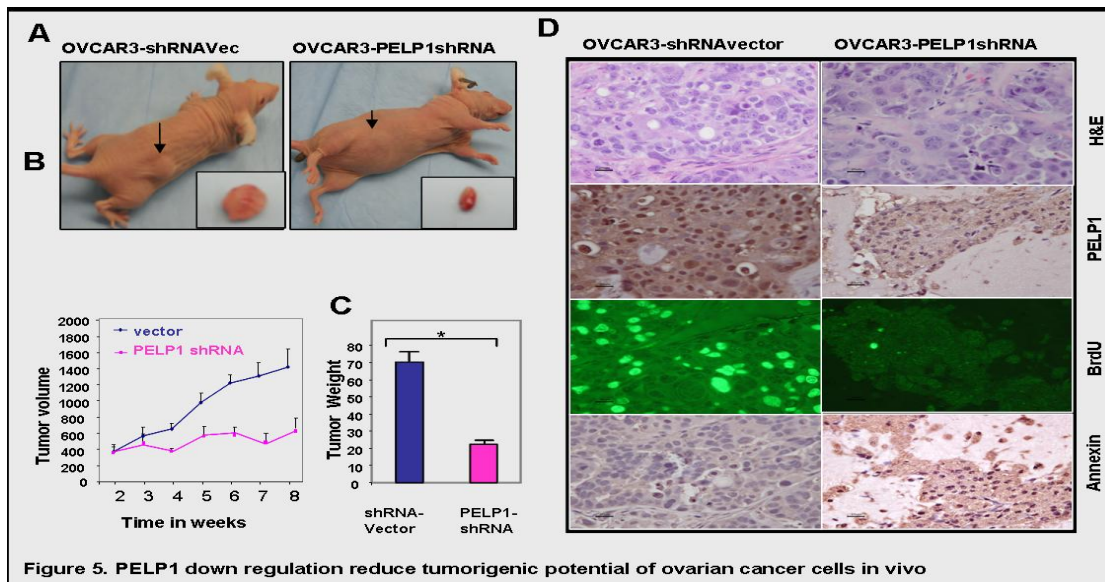 A
OVCAR3-shRNAVec
OVCAR3-PELP1shRNA
B
2000
1800
1600
1400
1200
1000
800
600
400
200
0
Tumor volume
vector
PELP1 shRNA
2 3 4 5 6 7 8
Time in weeks
C
*
80
70
60
50
40
30
20
10
0
Tumor Weight
shRNA-
Vector
PELP1-
shRNA
D
OVCAR3-shRNAvector
OVCAR3-PELP1shRNA
H&E
PELP1
BrdU
Annexin
Figure 5. PELP1 down regulation reduce tumorigenic potential of ovarian cancer cells in vivo